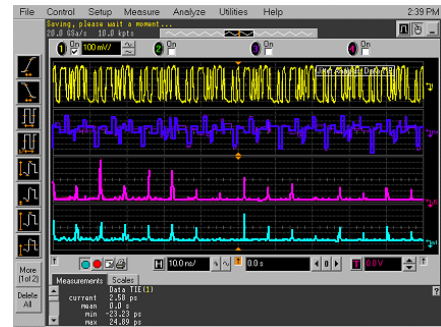 File Control Setup Measure Analyze Utilities Help 2:39 PM
Saving, please wait a moment...
20.0 GSa/s 10.0 kpts
1 On 100 mV/ 2 On 3 On 4 On
H 10.0 ns/ 0.0 s 0 T 0.0 V
More
(1 of 2)
Delete
All
Measurements Scales
Data TIE(1)
current 2.58 ps
mean 0.0 s
min -23.23 ps
max 24.89 ps